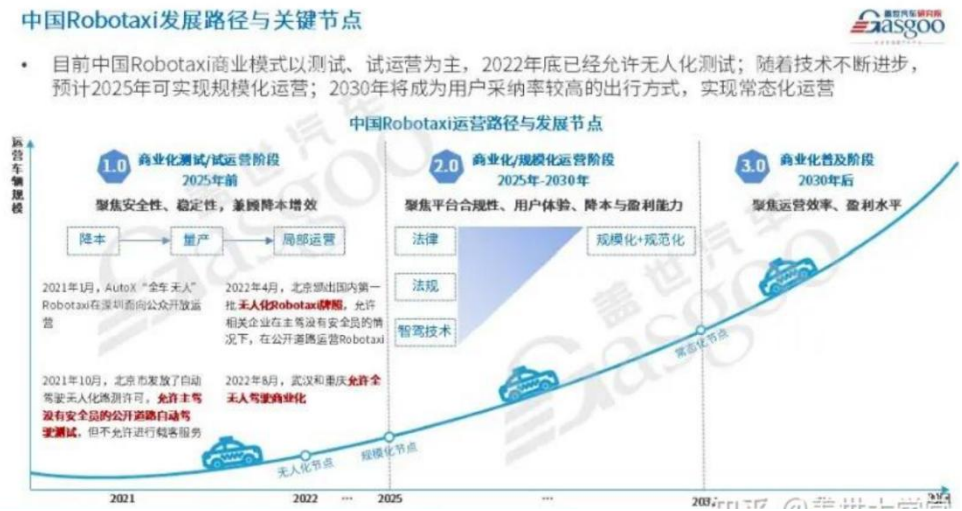 中国Robotaxi发展路径与关键节点
盖世汽车研究院
Gasgoo
• 目前中国Robotaxi商业模式以测试、试运营为主，2022年底已经允许无人化测试；随着技术不断进步，
预计2025年可实现规模化运营；2030年将成为用户采纳率较高的出行方式，实现常态化运营
中国Robotaxi运营路径与发展节点
运营车辆规模
1.0
商业化测试/试运营阶段
2025年前
聚焦安全性、稳定性，兼顾降本增效
降本
量产
局部运营
2021年1月，AutoX“全车无人”
Robotaxi在深圳面向公众开放运
营
2022年4月，北京颁出国内第一
批无人化Robotaxi牌照，允许
相关企业在主驾没有安全员的情
况下，在公开道路运营Robotaxi
2021年10月，北京市发放了自动
驾驶无人化路测许可，允许主驾
没有安全员的公开道路自动驾
驶测试，但不允许进行载客服务
2022年8月，武汉和重庆允许全
无人驾驶商业化
2.0
商业化/规模化运营阶段
2025年-2030年
聚焦平台合规性、用户体验、降本与盈利能力
法律
法规
智驾技术
规模化+规范化
3.0
商业化普及阶段
2030年后
聚焦运营效率、盈利水平
无人化节点
规模化节点
常态化节点
2021
2022
...
2025
...
盖世汽车
Gasgoo
知乎 @盖世大学堂